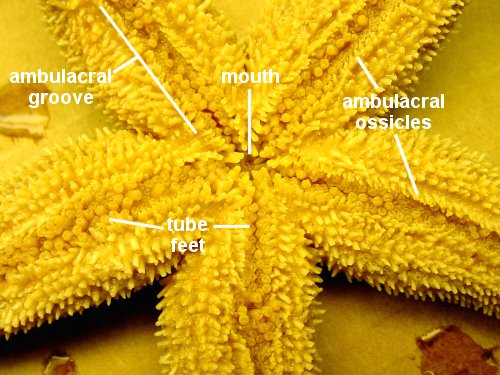 ambulacral
groove
mouth
ambulacral
ossicles
tube
feet